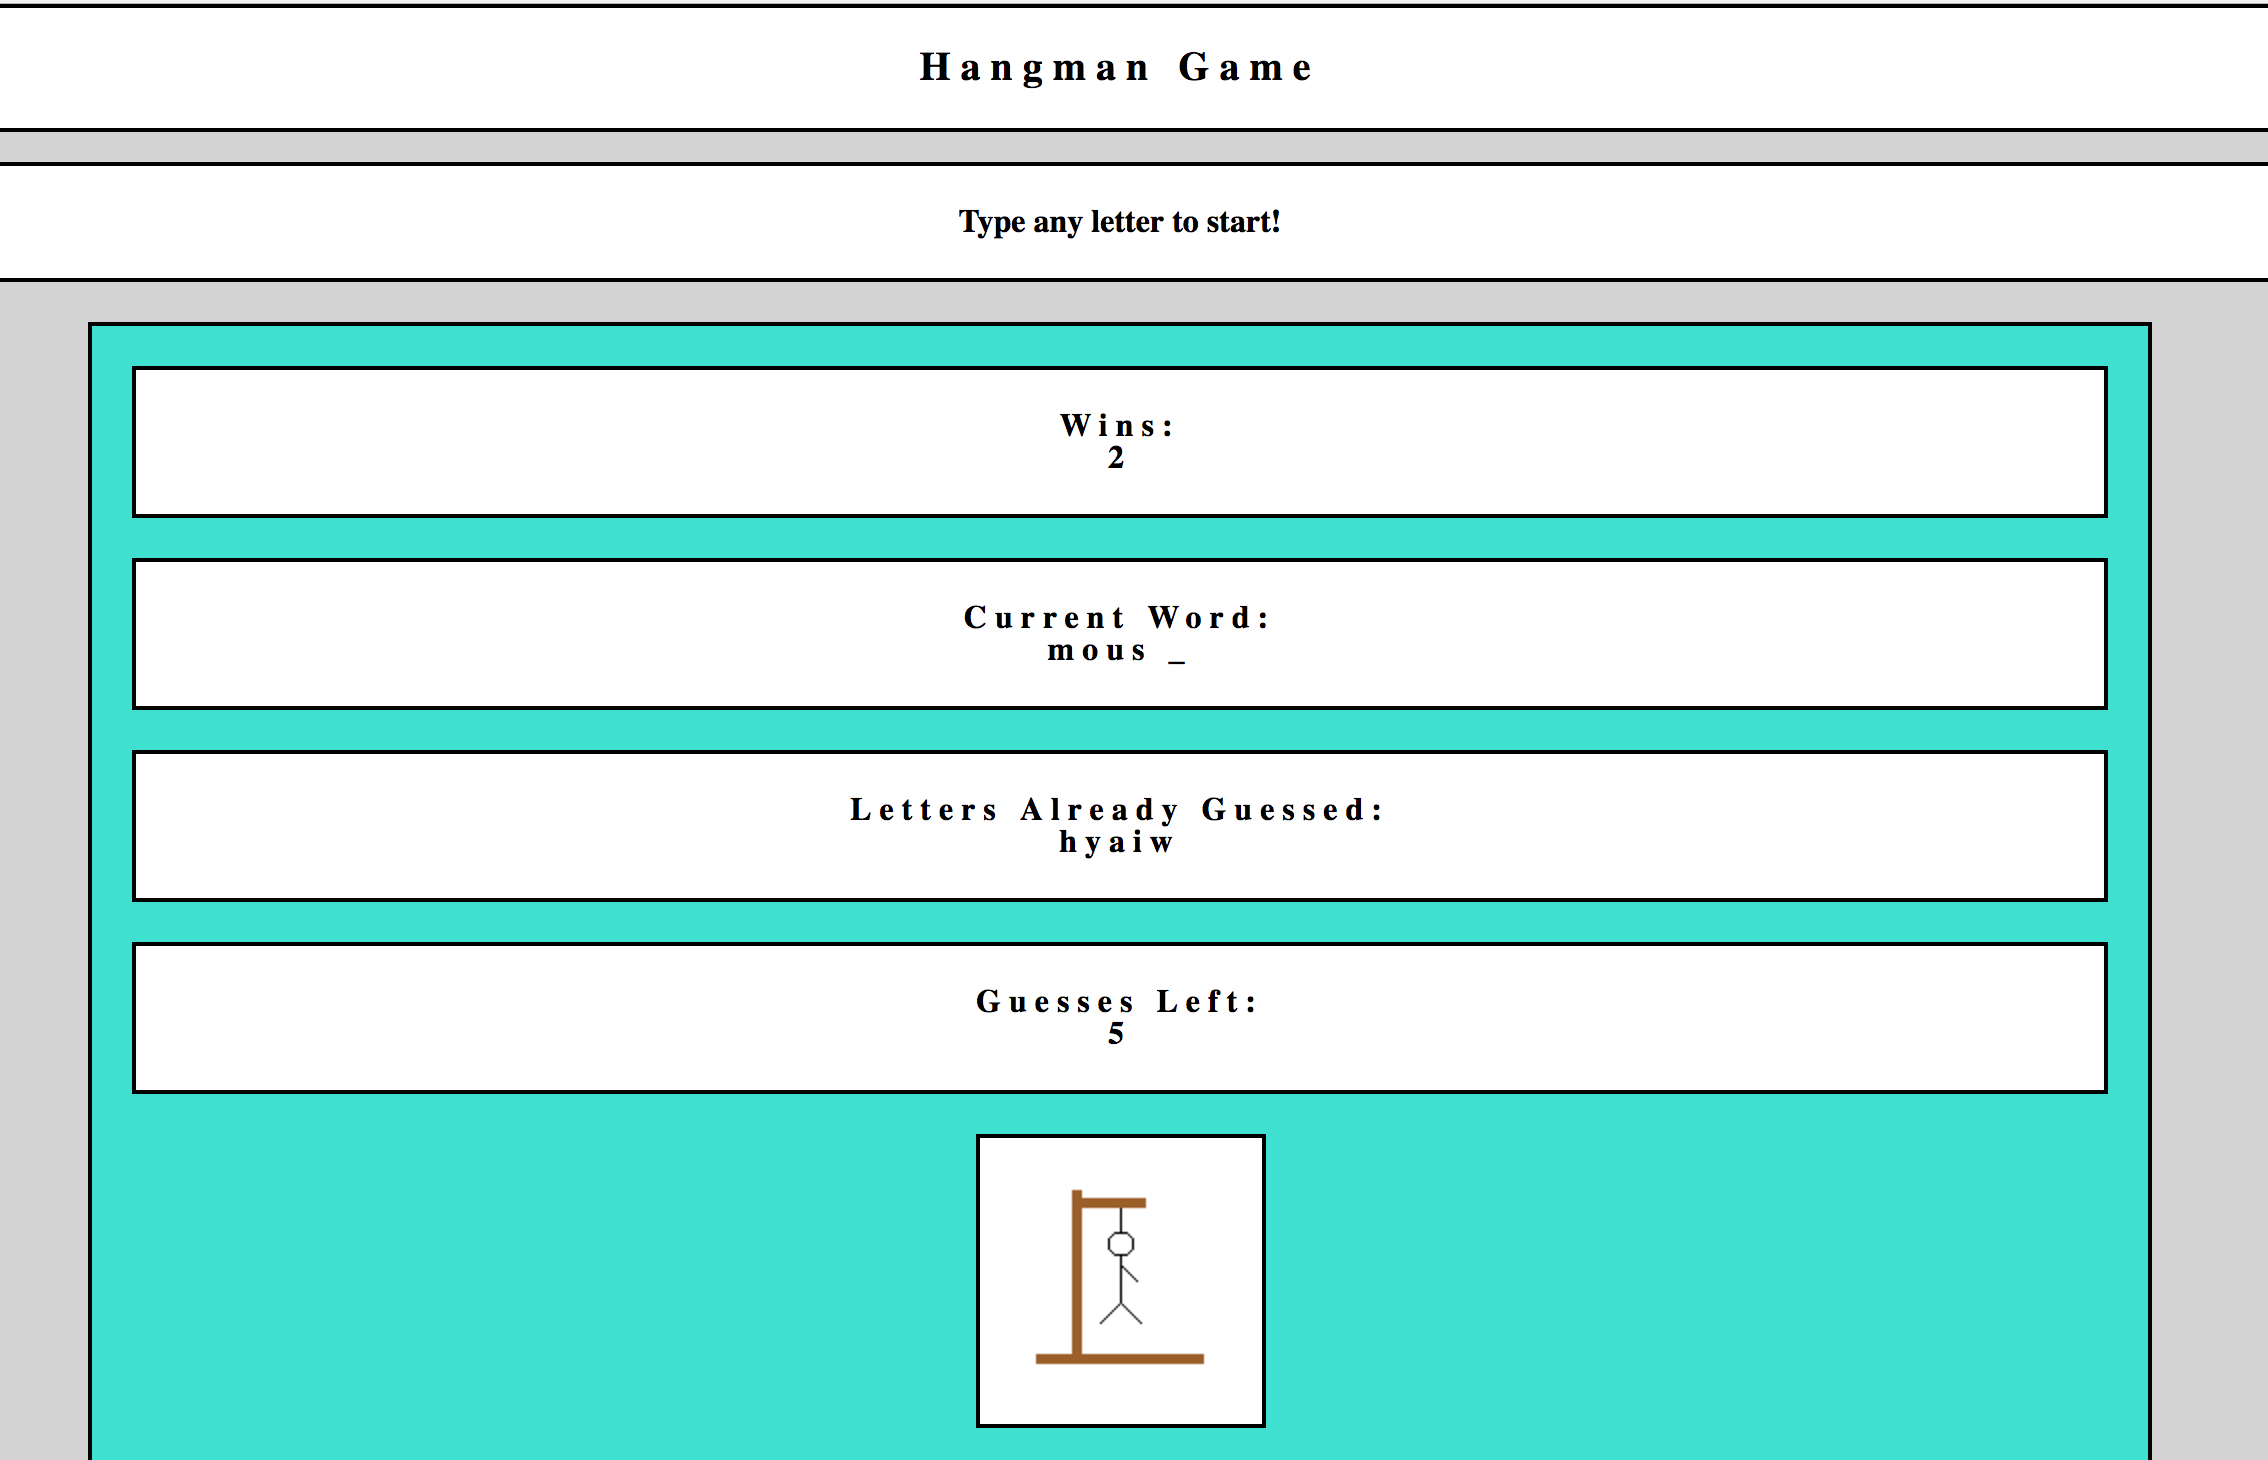 Hangman Game
Type any letter to start!
Wins:
2
Current Word:
mous _
Letters Already Guessed:
hyaiw
Guesses Left:
5